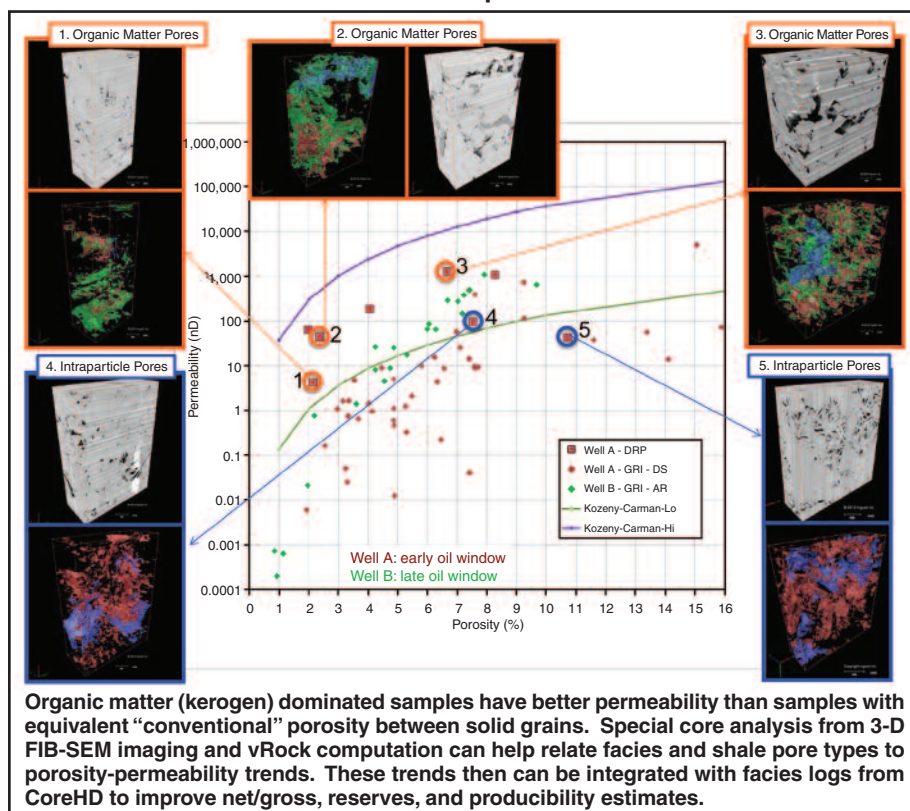 1. Organic Matter Pores
2. Organic Matter Pores
3. Organic Matter Pores
1,000,000
100,000
10,000
1,000
100
10
1
0.1
0.01
0.001
0.0001
Permeability (nD)
1
2
3
4
5
4. Intraparticle Pores
5. Intraparticle Pores
Well A - DRP
Well A - GRI - DS
Well B - GRI - AR
Kozeny-Carman-Lo
Kozeny-Carman-Hi
Well A: early oil window
Well B: late oil window
0 1 2 3 4 5 6 7 8 9 10 11 12 13 14 15 16
Porosity (%)
Organic matter (kerogen) dominated samples have better permeability than samples with
equivalent “conventional” porosity between solid grains. Special core analysis from 3-D
FIB-SEM imaging and vRock computation can help relate facies and shale pore types to
porosity-permeability trends. These trends then can be integrated with facies logs from
CoreHD to improve net/gross, reserves, and producibility estimates.